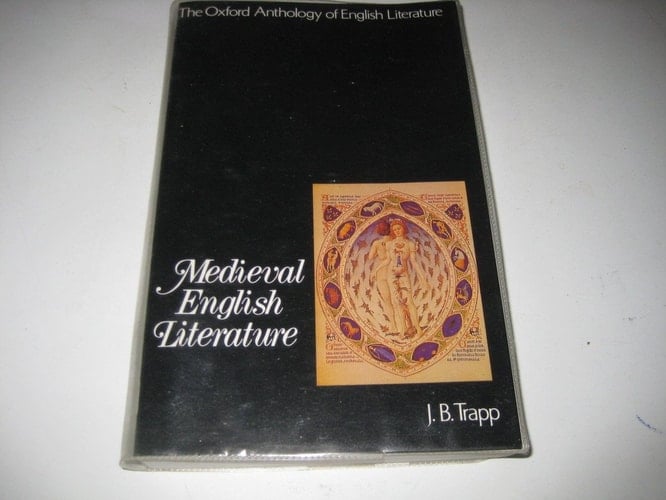 The Oxford Anthology of English Literature
Medieval
English
Literature
J. B. Trapp